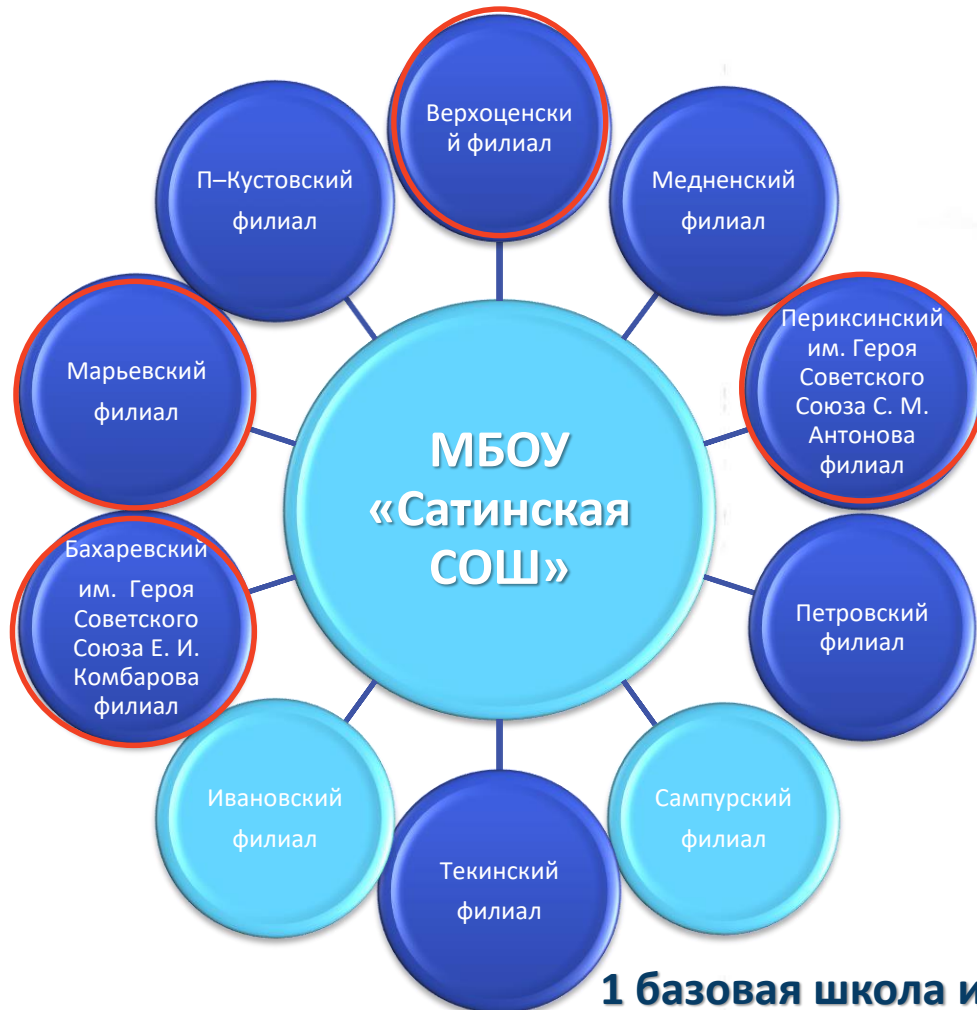 Верхоценски
й филиал
Медненский
филиал
П–Кустовский
филиал
Периксинский
им. Героя
Советского
Союза С. М.
Антонова
филиал
Марьевский
филиал
МБОУ
«Сатинская
СОШ»
Бахаревский
им. Героя
Советского
Союза Е. И.
Комбарова
филиал
Петровский
филиал
Ивановский
филиал
Сампурский
филиал
Текинский
филиал
1 базовая школа и